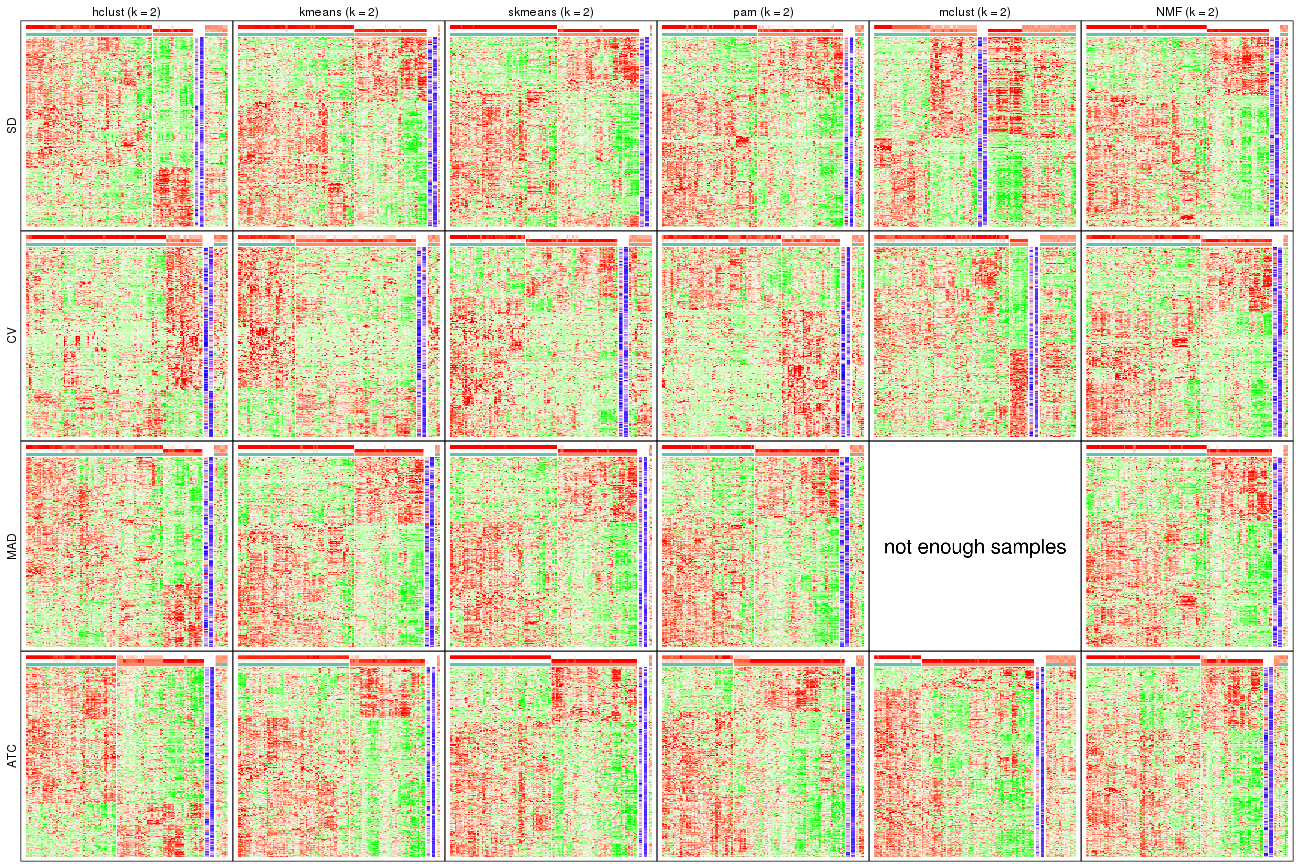 hclust (k = 2) kmeans (k = 2) skmeans (k = 2) pam (k = 2) mclust (k = 2) NMF (k = 2)
SD
CV
MAD
not enough samples
ATC